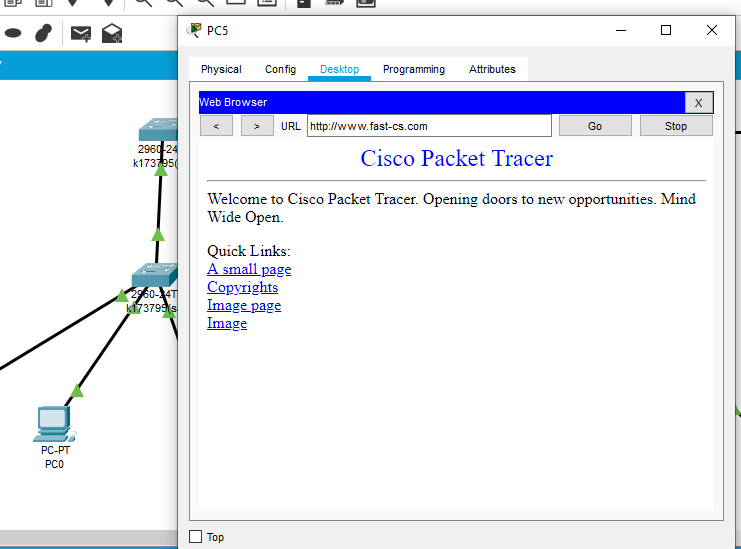 PC5
Physical Config Desktop Programming Attributes
Web Browser X
< > URL http://www.fast-cs.com Go Stop
Cisco Packet Tracer
Welcome to Cisco Packet Tracer. Opening doors to new opportunities. Mind
Wide Open.
Quick Links:
A small page
Copyrights
Image page
Image
Top
2960-24
k173795(
2960-24T
k173795(s
PC-PT
PC0